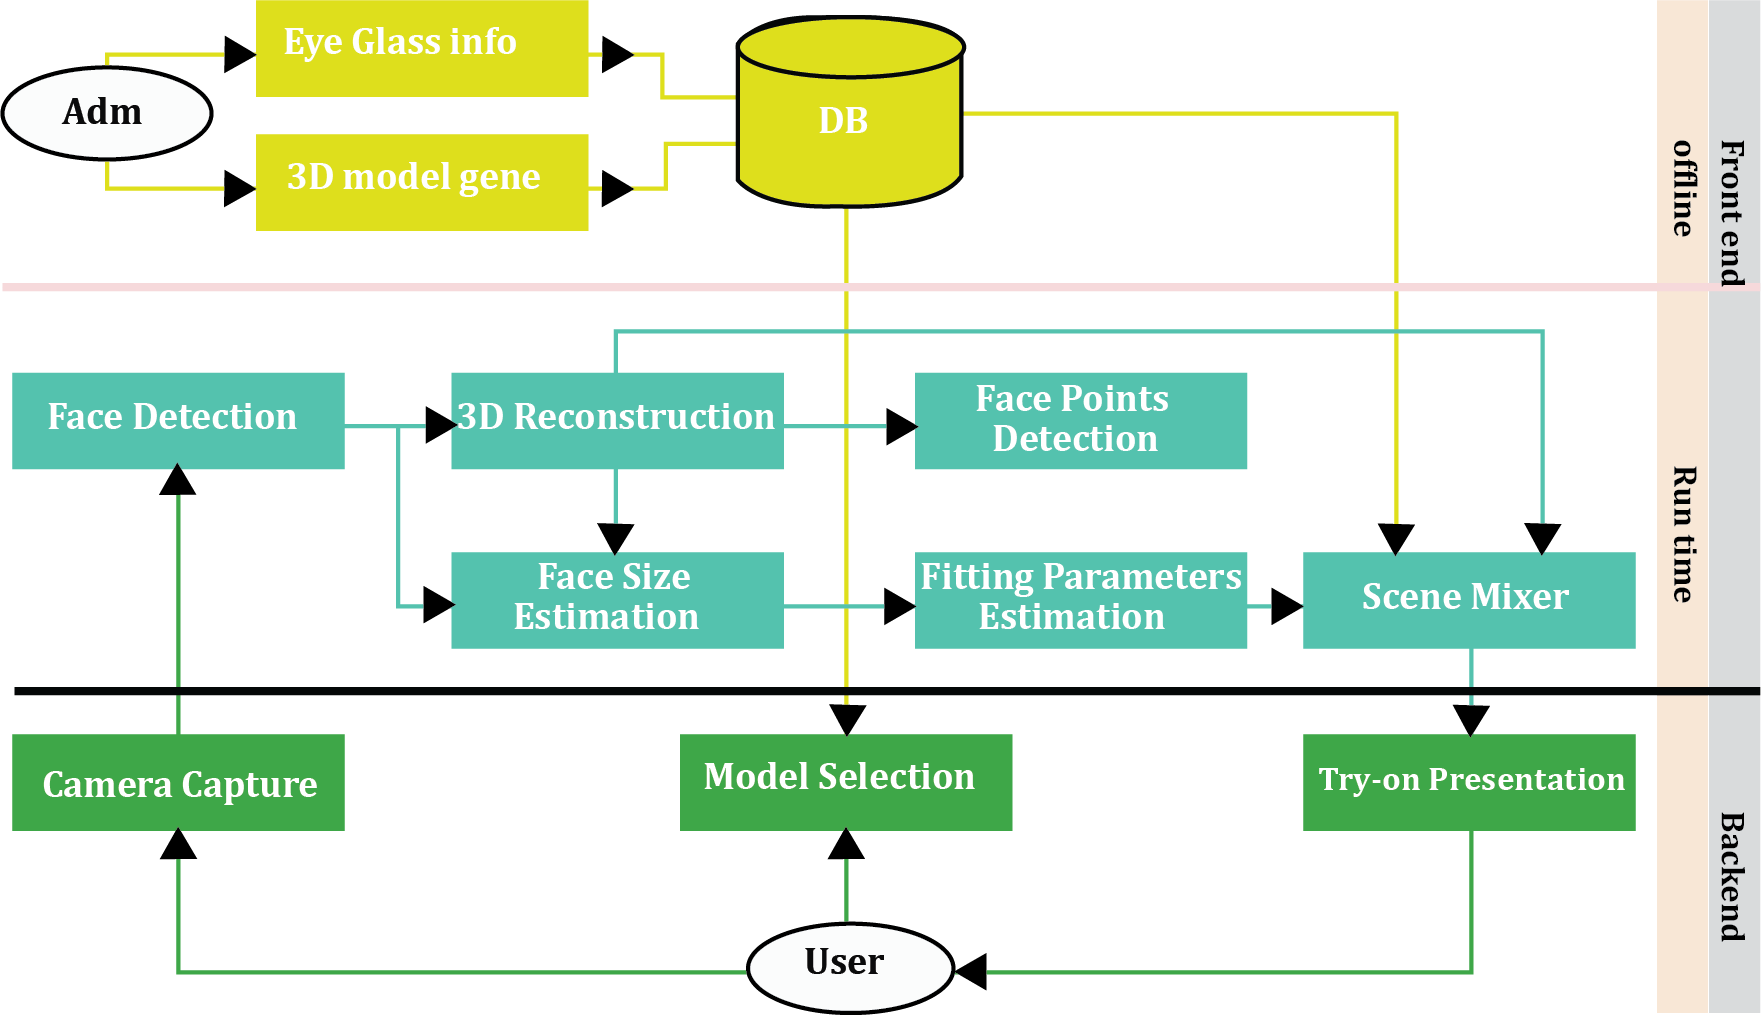 Eye Glass info
Adm
DB
3D model gene
offline
Front end
Face Detection
3D Reconstruction
Face Points
Detection
Run time
Face Size
Estimation
Fitting Parameters
Estimation
Scene Mixer
Camera Capture
Model Selection
Try-on Presentation
Backend
User